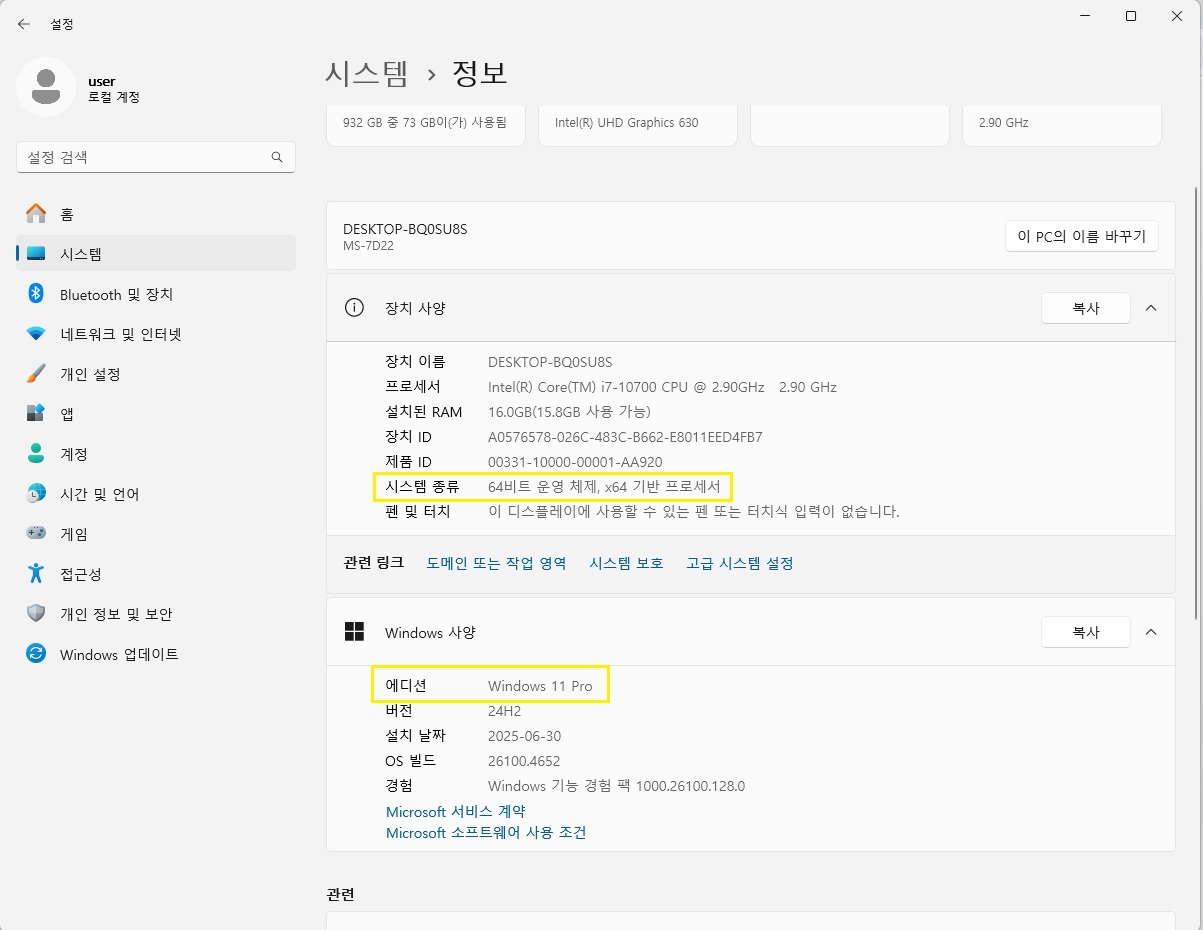 설정
user
로컬 계정
설정 검색
홈
시스템
Bluetooth 및 장치
네트워크 및 인터넷
개인 설정
앱
계정
시간 및 언어
게임
접근성
개인 정보 및 보안
Windows 업데이트
시스템 › 정보
932 GB 중 73 GB이(가) 사용됨
Intel(R) UHD Graphics 630
2.90 GHz
DESKTOP-BQ0SU8S
MS-7D22
이 PC의 이름 바꾸기
장치 사양
복사
장치 이름 DESKTOP-BQ0SU8S
프로세서 Intel(R) Core(TM) i7-10700 CPU @ 2.90GHz 2.90 GHz
설치된 RAM 16.0GB(15.8GB 사용 가능)
장치 ID A0576578-026C-483C-B662-E8011EED4FB7
제품 ID 00331-10000-00001-AA920
시스템 종류 64비트 운영 체제, x64 기반 프로세서
펜 및 터치 이 디스플레이에 사용할 수 있는 펜 또는 터치식 입력이 없습니다.
관련 링크 도메인 또는 작업 영역 시스템 보호 고급 시스템 설정
Windows 사양
복사
에디션 Windows 11 Pro
버전 24H2
설치 날짜 2025-06-30
OS 빌드 26100.4652
경험 Windows 기능 경험 팩 1000.26100.128.0
Microsoft 서비스 계약
Microsoft 소프트웨어 사용 조건
관련